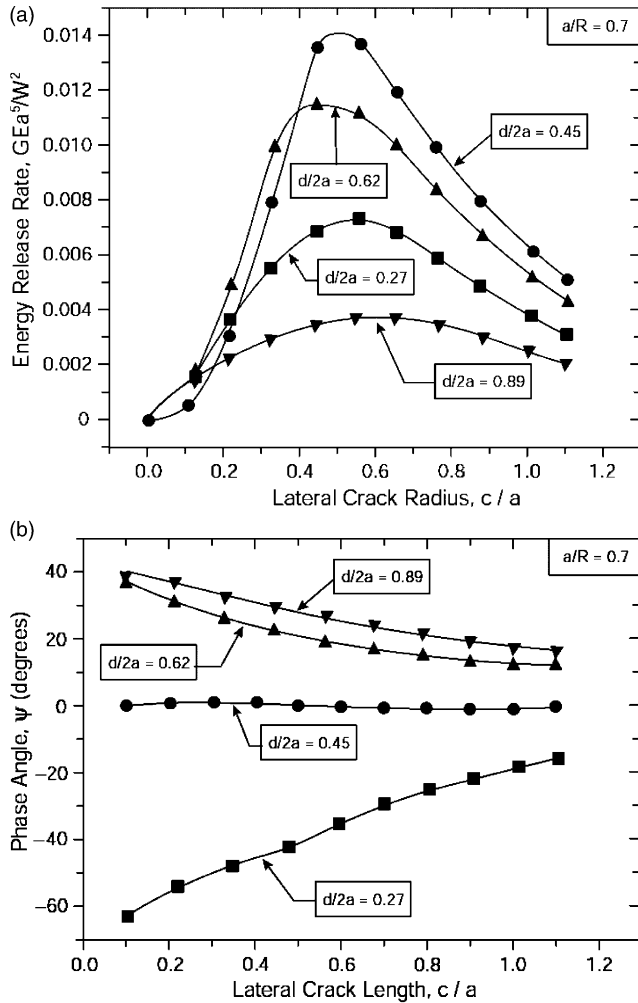 (a)
Energy Release Rate, GEa⁵/W²
0.014
0.012
0.010
0.008
0.006
0.004
0.002
0
a/R = 0.7
d/2a = 0.45
d/2a = 0.62
d/2a = 0.27
d/2a = 0.89
0.0 0.2 0.4 0.6 0.8 1.0 1.2
Lateral Crack Radius, c / a
(b)
Phase Angle, Ψ (degrees)
40
20
0
−20
−40
−60
a/R = 0.7
d/2a = 0.89
d/2a = 0.62
d/2a = 0.45
d/2a = 0.27
0.0 0.2 0.4 0.6 0.8 1.0 1.2
Lateral Crack Length, c / a